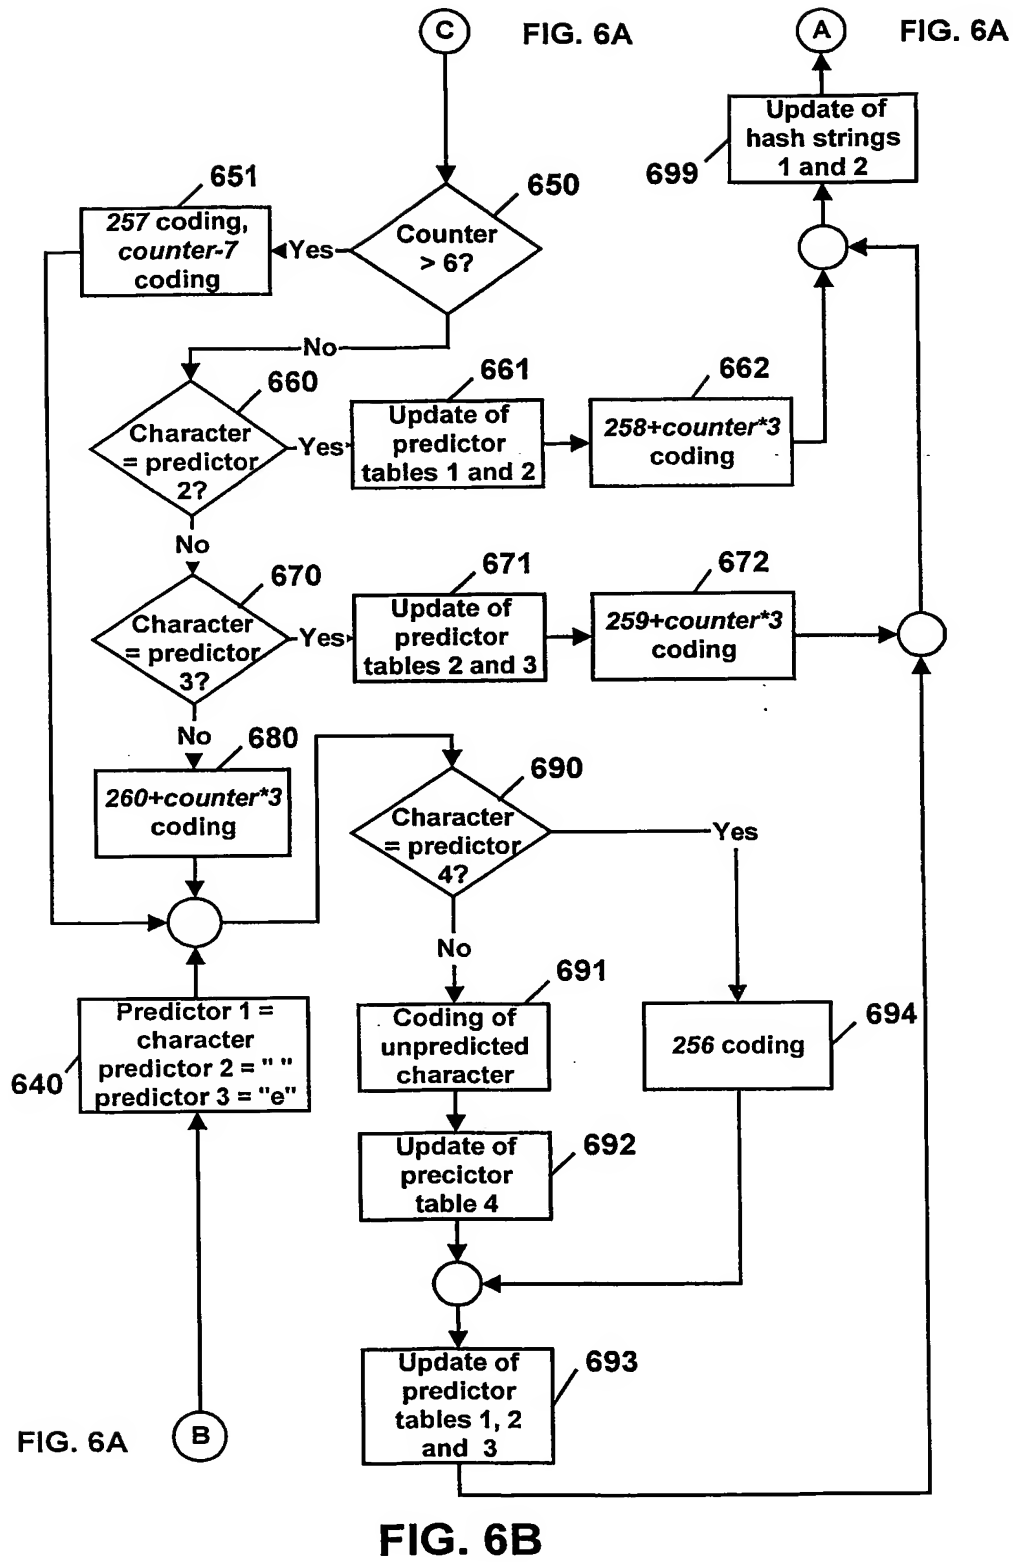 C
FIG. 6A
A
FIG. 6A
Update of
hash strings
1 and 2
699
651
650
257 coding,
counter-7
coding
Yes
Counter
> 6?
No
660
661
662
Character
= predictor
2?
Yes
Update of
predictor
tables 1 and 2
258+counter*3
coding
No
670
671
672
Character
= predictor
3?
Yes
Update of
predictor
tables 2 and 3
259+counter*3
coding
No
680
260+counter*3
coding
690
Character
= predictor
4?
Yes
No
691
Coding of
unpredicted
character
694
256 coding
Predictor 1 =
character
predictor 2 = " "
predictor 3 = "e"
640
692
Update of
precictor
table 4
693
Update of
predictor
tables 1, 2
and 3
FIG. 6A
B
FIG. 6B